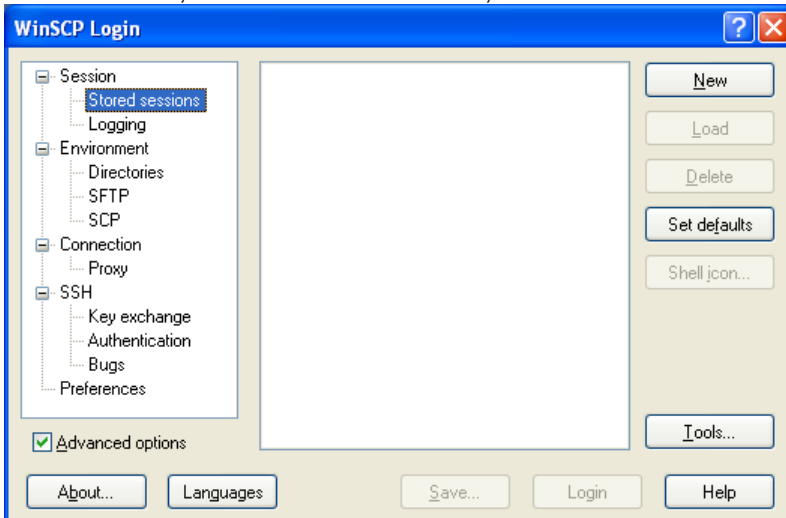 WinSCP Login
Session
Stored sessions
Logging
Environment
Directories
SFTP
SCP
Connection
Proxy
SSH
Key exchange
Authentication
Bugs
Preferences
Advanced options
New
Load
Delete
Set defaults
Shell icon...
Tools...
About...
Languages
Save...
Login
Help